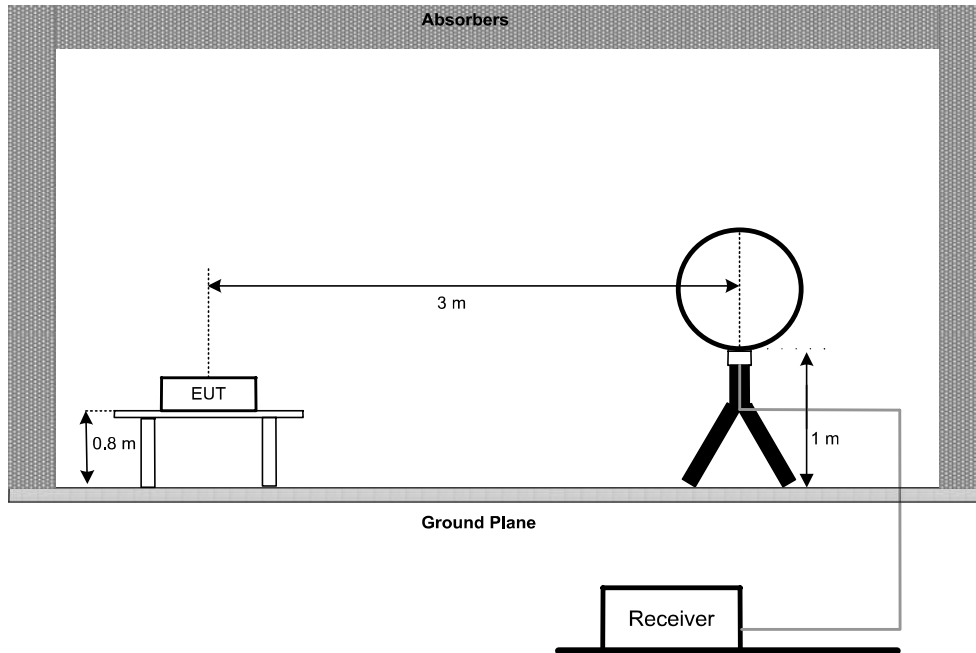 Absorbers
3 m
EUT
0.8 m
1 m
Ground Plane
Receiver